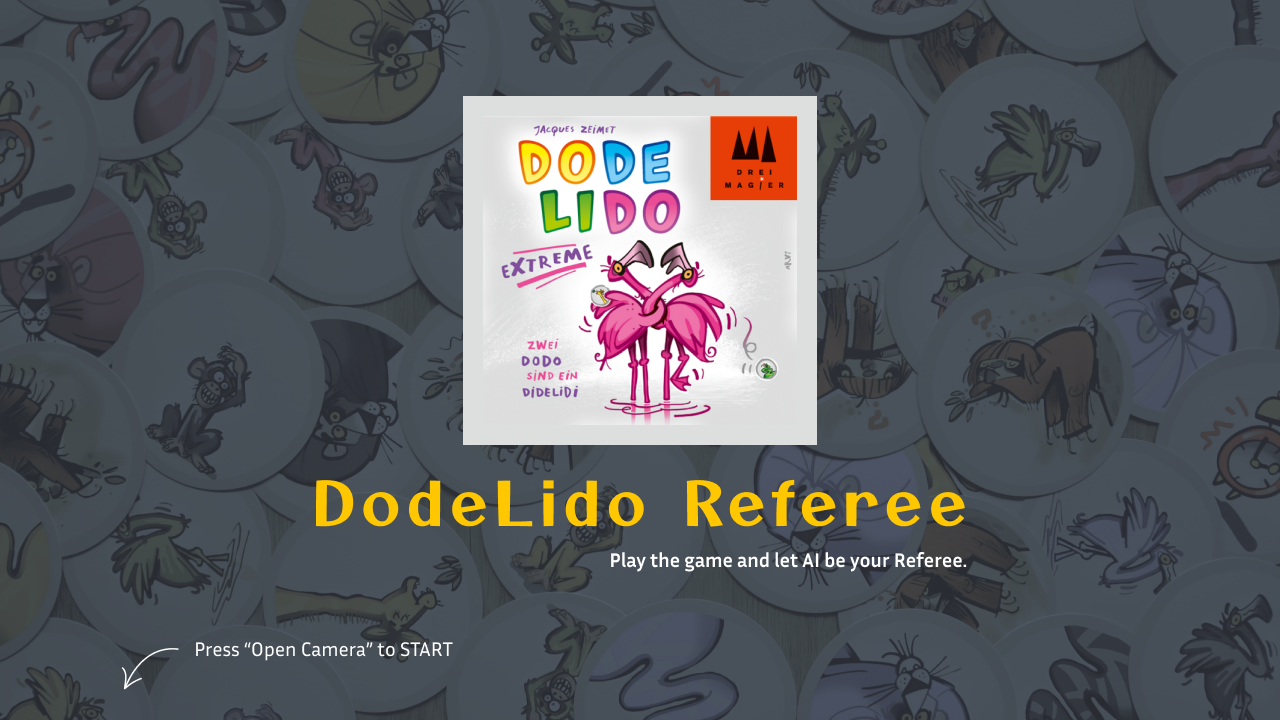 JACQUES ZEIMET
DODE
LIDO
EXTREME
DREI
MAGIER
ZWEI
DODO
SIND EIN
DIDELIDI
DodeLido Referee
Play the game and let AI be your Referee.
Press “Open Camera” to START